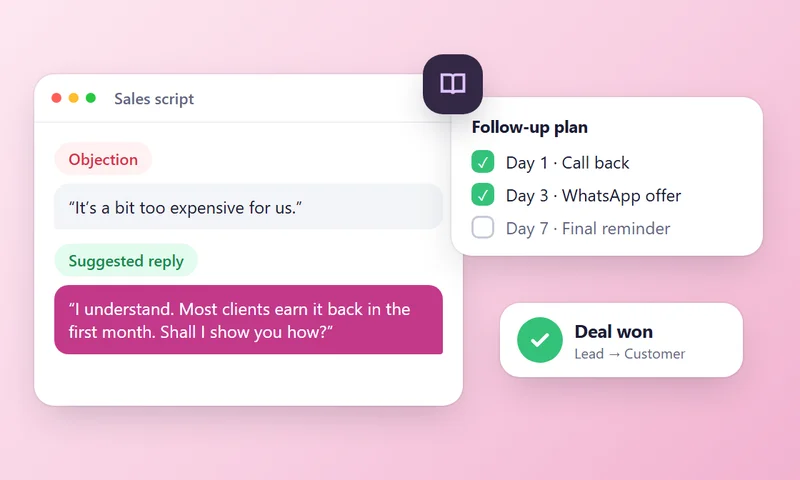 Sales script
Objection
“It’s a bit too expensive for us.”
Suggested reply
“I understand. Most clients earn it back in the
first month. Shall I show you how?”
Follow-up plan
Day 1 · Call back
Day 3 · WhatsApp offer
Day 7 · Final reminder
Deal won
Lead → Customer